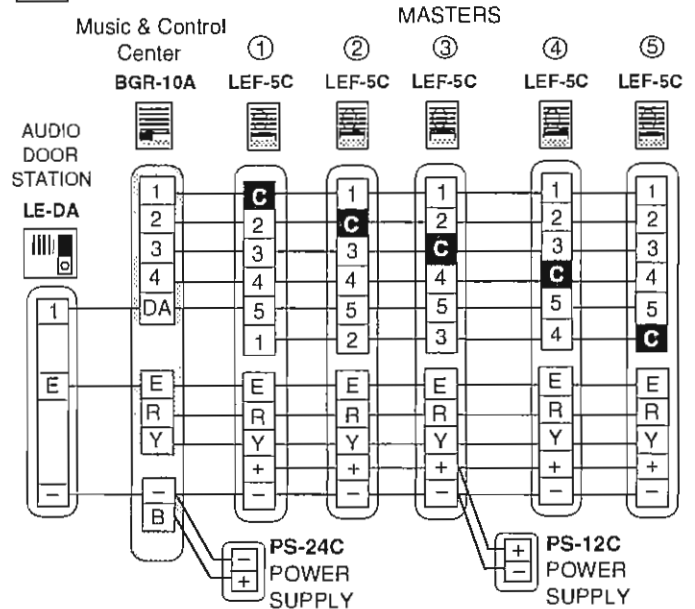 MASTERS
Music & Control
Center
BGR-10A
① ② ③ ④ ⑤
LEF-5C LEF-5C LEF-5C LEF-5C LEF-5C
AUDIO
DOOR
STATION
LE-DA
1 C 1 1 1 1
2 2 C 2 2 2
3 3 3 C 3 3
4 4 4 4 C 4
1 DA 5 5 5 5 5
1 2 3 4 C
E E E E E E E
R R R R R R
Y Y Y Y Y Y
+ + + + +
- - - - - - -
B
- PS-24C
+ POWER
SUPPLY
+ PS-12C
- POWER
SUPPLY